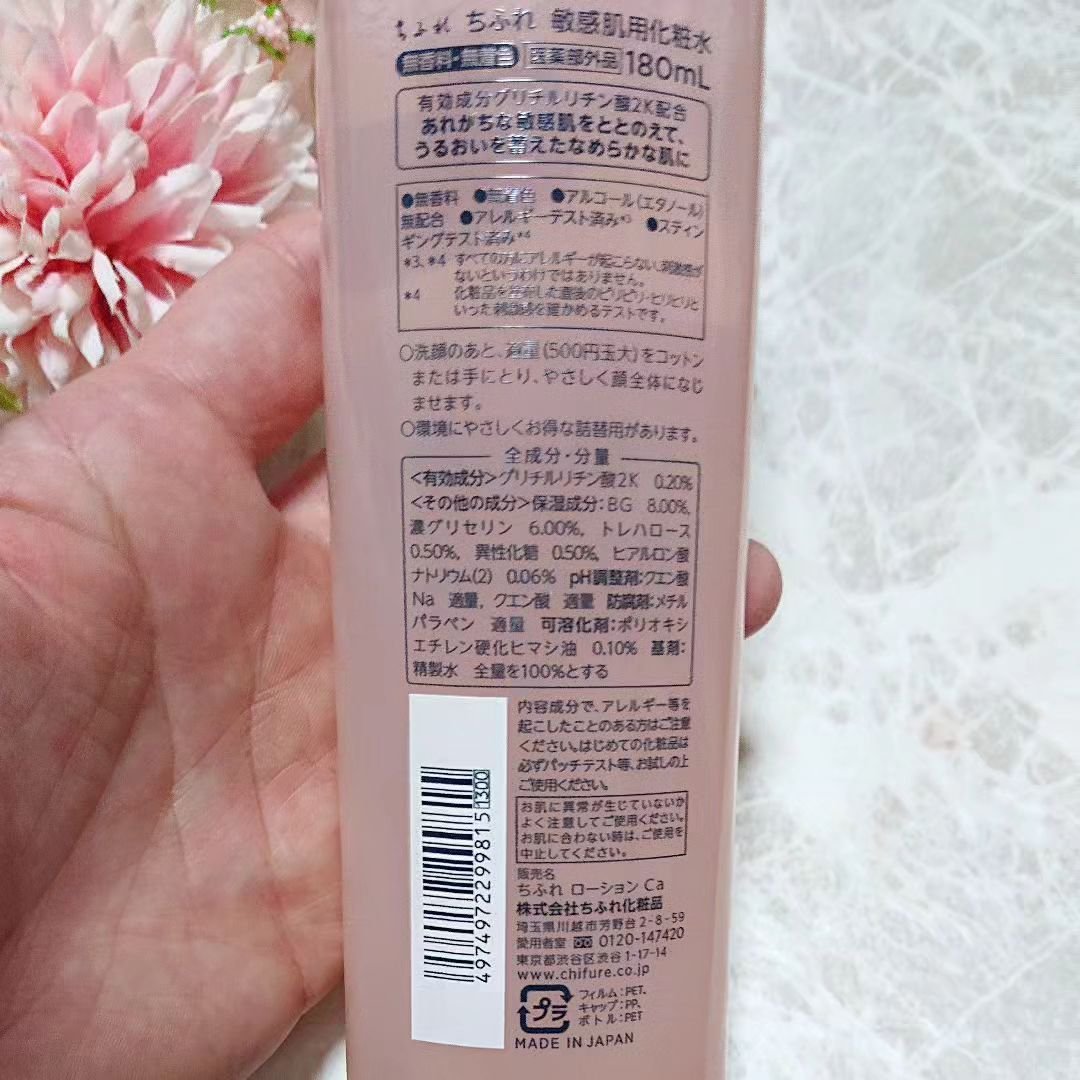 ちふれ ちふれ 敏感肌用化粧水
無香料・無着色 医薬部外品 180mL
有効成分グリチルリチン酸2K配合
あれがちな敏感肌をととのえて、
うるおいを蓄えたなめらかな肌に
●無香料 ●無着色 ●アルコール(エタノール)
無配合 ●アレルギーテスト済み*3 ●スティン
ギングテスト済み*4
*3、*4 すべての方にアレルギーが起こらない、刺激感が
ないというわけではありません。
*4 化粧品を塗布した直後のピリピリ・ヒリヒリと
いった刺激感を確かめるテストです。
○洗顔のあと、適量(500円玉大)をコットン
または手にとり、やさしく顔全体になじ
ませます。
○環境にやさしくお得な詰替用があります。
全成分・分量
<有効成分>グリチルリチン酸2K 0.20%
<その他の成分>保湿成分:BG 8.00%,
濃グリセリン 6.00%, トレハロース
0.50%, 異性化糖 0.50%, ヒアルロン酸
ナトリウム(2) 0.06% pH調整剤:クエン酸
Na 適量, クエン酸 適量 防腐剤:メチル
パラベン 適量 可溶化剤:ポリオキシ
エチレン硬化ヒマシ油 0.10% 基剤:
精製水 全量を100%とする
内容成分で、アレルギー等を
起こしたことのある方はご注意
ください。はじめての化粧品は
必ずパッチテスト等、お試しの上
ご使用ください。
お肌に異常が生じていないか
よく注意してご使用ください。
お肌に合わない時は、ご使用を
中止してください。
販売名
ちふれ ローション Ca
株式会社ちふれ化粧品
埼玉県川越市芳野台2-8-59
愛用者室 0120-147420
東京都渋谷区渋谷1-17-14
www.chifure.co.jp
プラ
フィルム:PET、
キャップ:PP、
ボトル:PET
MADE IN JAPAN
4974972299815 1300